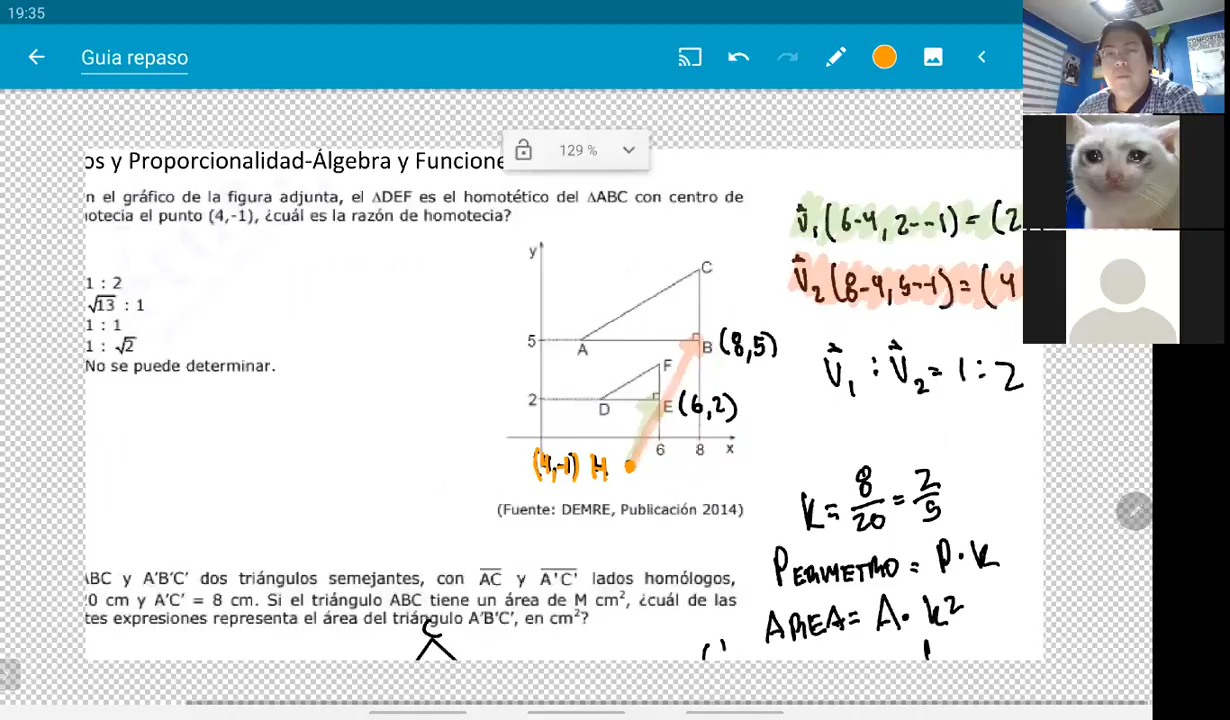 19:35
Guia repaso
129 %
os y Proporcionalidad-Álgebra y Funcione
n el gráfico de la figura adjunta, el ΔDEF es el homotético del ΔABC con centro de
notecia el punto (4,-1), ¿cuál es la razón de homotecia?
1 : 2
√13 : 1
1 : 1
1 : √2
No se puede determinar.
y
C
5
A
B (8,5)
F
2
D
E (6,2)
6
8
x
(4,-1) H
(Fuente: DEMRE, Publicación 2014)
V₁(6-4, 2--1) = (2
V₂(8-4, 5--1) = (4
V₁ : V₂ = 1 : 2
K = 8/20 = 2/5
PERIMETRO = P · K
AREA = A · K²
ABC y A'B'C' dos triángulos semejantes, con AC y A'C' lados homólogos,
0 cm y A'C' = 8 cm. Si el triángulo ABC tiene un área de M cm², ¿cuál de las
tes expresiones representa el área del triángulo A'B'C', en cm²?
C